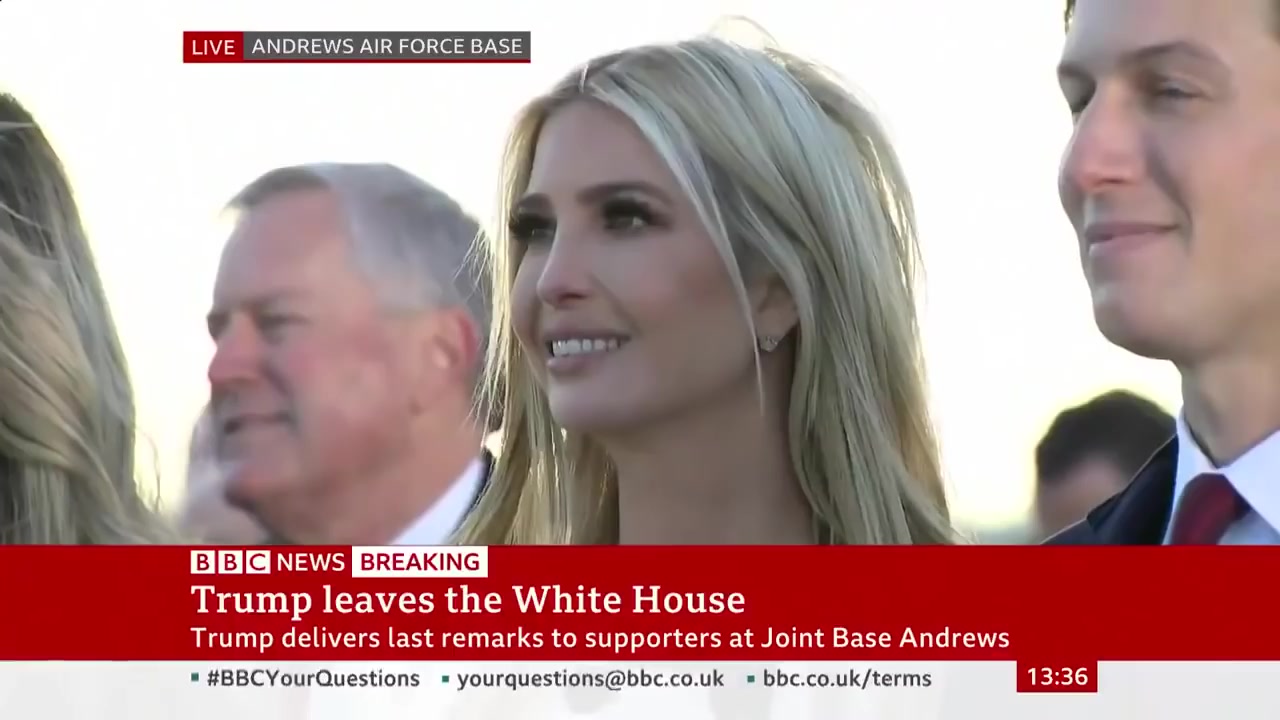 LIVE ANDREWS AIR FORCE BASE
BBC NEWS BREAKING
Trump leaves the White House
Trump delivers last remarks to supporters at Joint Base Andrews
#BBCYourQuestions yourquestions@bbc.co.uk bbc.co.uk/terms 13:36